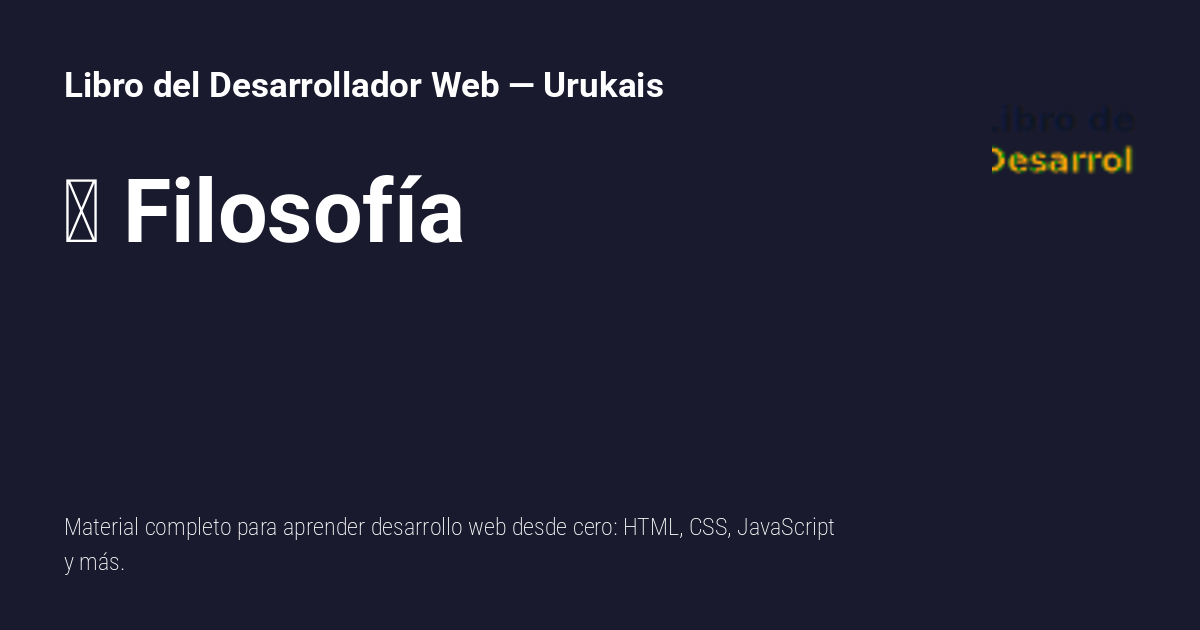 Libro del Desarrollador Web — Urukais
Filosofía
Libro de
Desarrol
Material completo para aprender desarrollo web desde cero: HTML, CSS, JavaScript
y más.